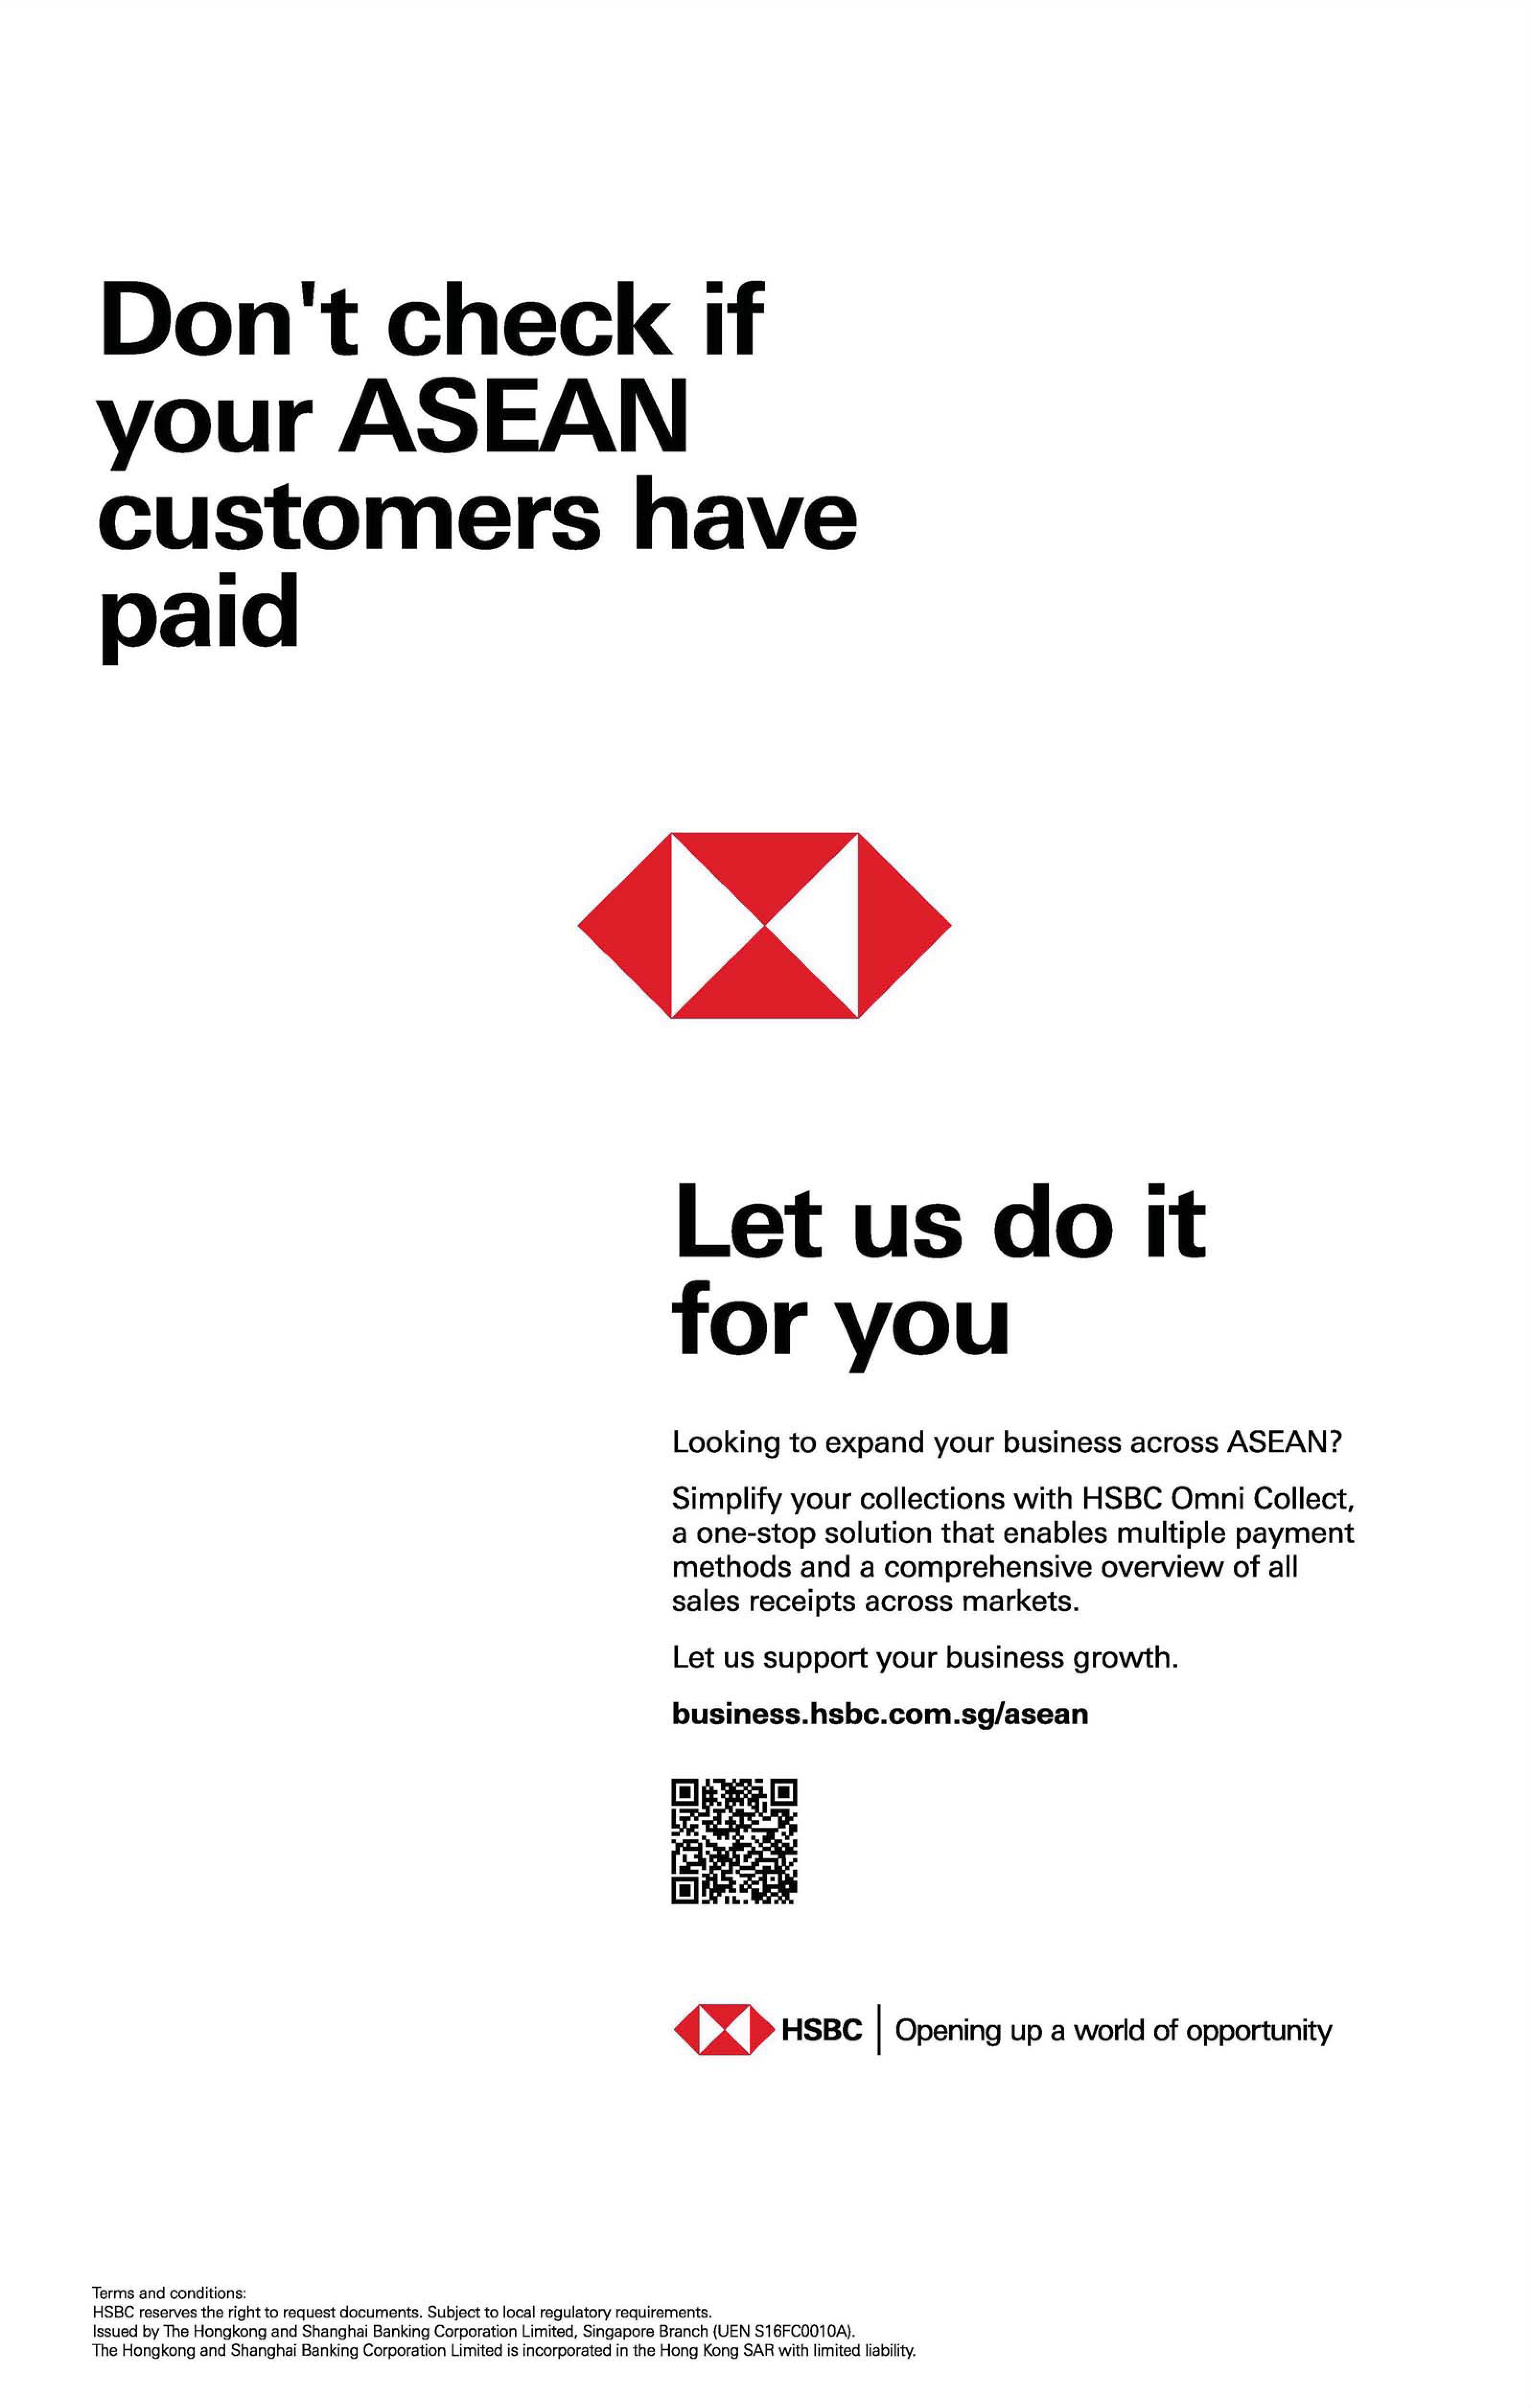 Don't check if
your ASEAN
customers have
paid
Let us do it
for you
Looking to expand your business across ASEAN?
Simplify your collections with HSBC Omni Collect,
a one-stop solution that enables multiple payment
methods and a comprehensive overview of all
sales receipts across markets.
Let us support your business growth.
business.hsbc.com.sg/asean
HSBC | Opening up a world of opportunity
Terms and conditions:
HSBC reserves the right to request documents. Subject to local regulatory requirements.
Issued by The Hongkong and Shanghai Banking Corporation Limited, Singapore Branch (UEN S16FC0010A).
The Hongkong and Shanghai Banking Corporation Limited is incorporated in the Hong Kong SAR with limited liability.